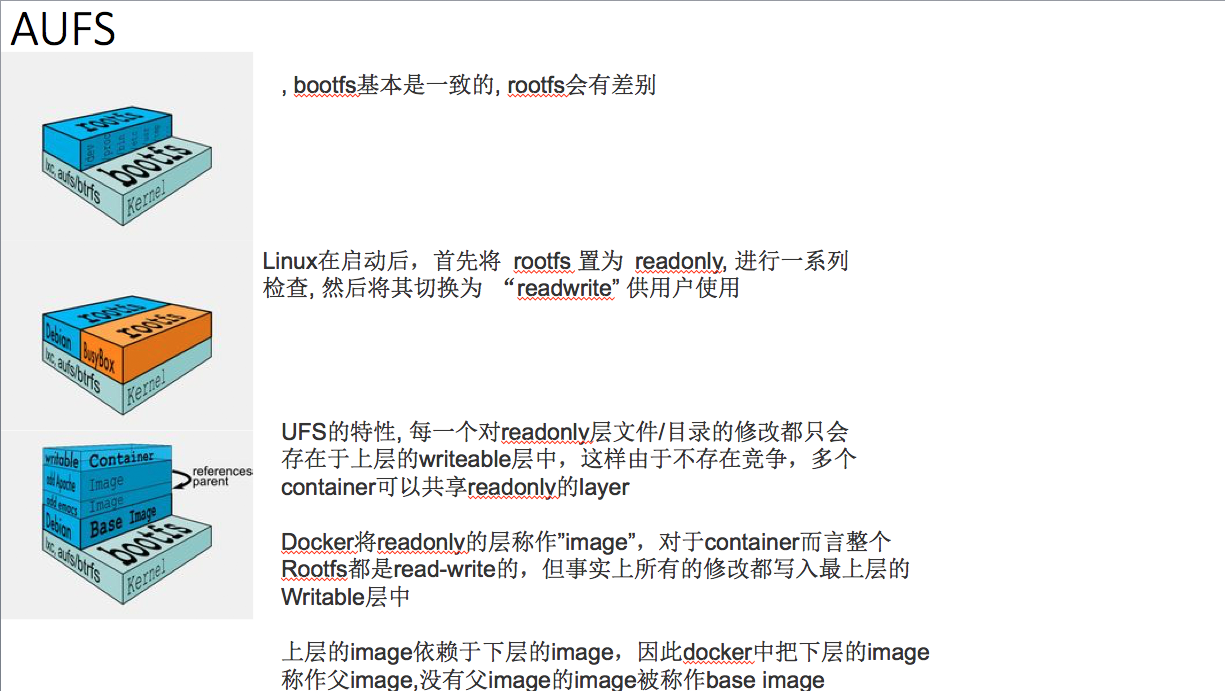 AUFS
, bootfs基本是一致的, rootfs会有差别
rootfs
dev
proc
bin
etc
usr
tmp
bootfs
lxc, aufs/btrfs
Kernel
Linux在启动后，首先将 rootfs 置为 readonly, 进行一系列
检查, 然后将其切换为 “readwrite” 供用户使用
rootfs
rootfs
Debian
BusyBox
lxc, aufs/btrfs
Kernel
UFS的特性, 每一个对readonly层文件/目录的修改都只会
存在于上层的writeable层中，这样由于不存在竞争，多个
container可以共享readonly的layer
writable
Container
references
parent
add Apache
Image
add emacs
Image
Debian
Base Image
bootfs
lxc, aufs/btrfs
Kernel
Docker将readonly的层称作”image”，对于container而言整个
Rootfs都是read-write的，但事实上所有的修改都写入最上层的
Writable层中
上层的image依赖于下层的image，因此docker中把下层的image
称作父image,没有父image的image被称作base image